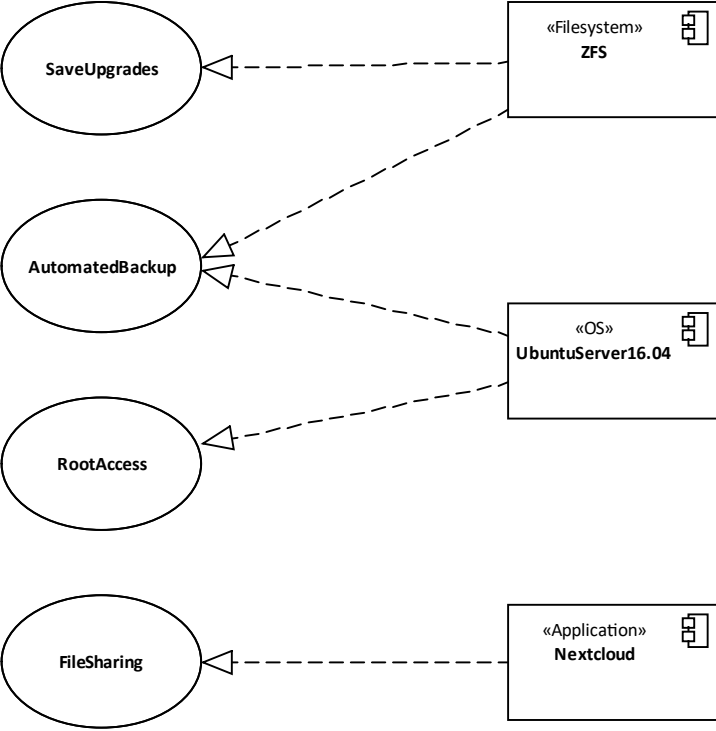 «Filesystem»
ZFS
SaveUpgrades
AutomatedBackup
«OS»
UbuntuServer16.04
RootAccess
«Application»
Nextcloud
FileSharing